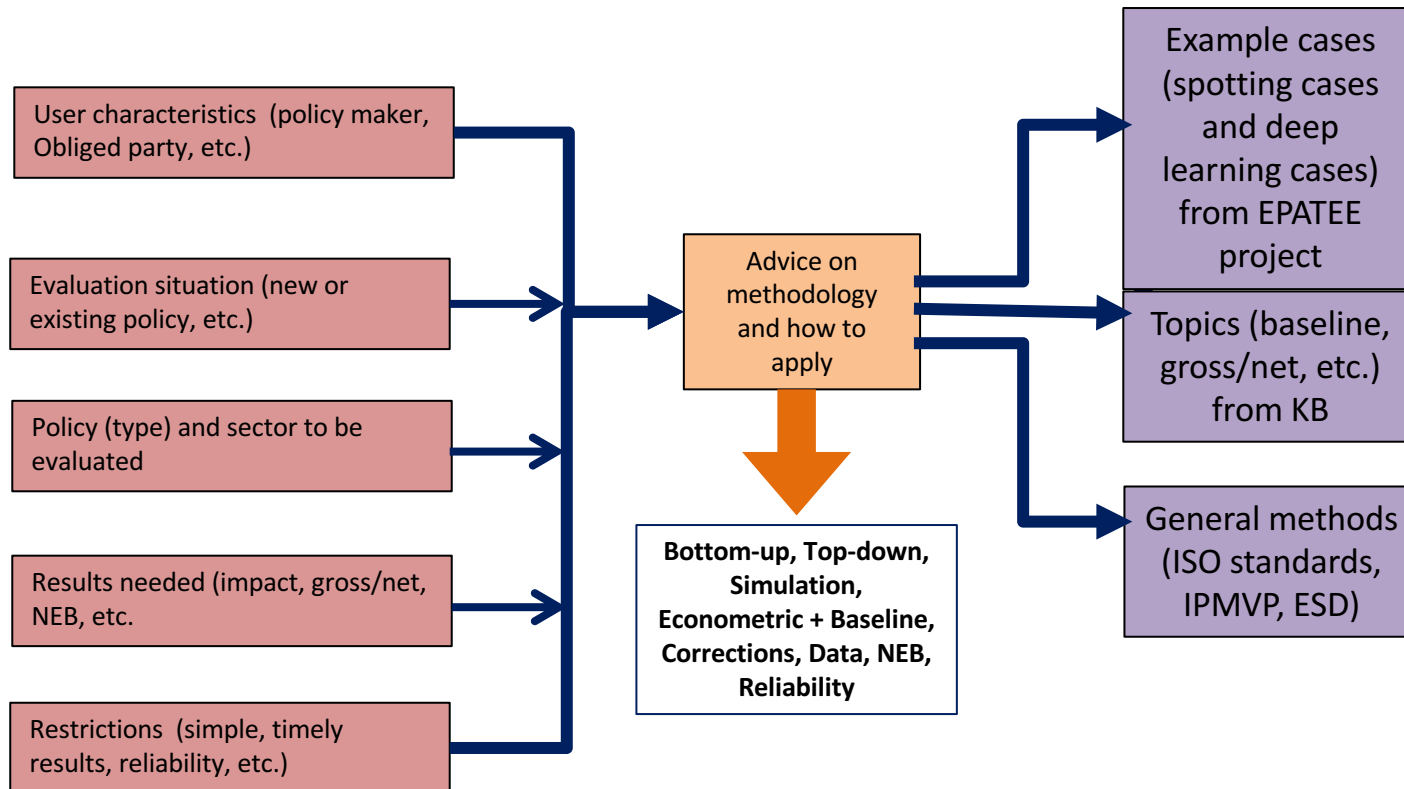 User characteristics  (policy maker,
Obliged party, etc.)
Evaluation situation (new or
existing policy, etc.)
Policy (type) and sector to be
evaluated
Results needed (impact, gross/net,
NEB, etc.
Restrictions  (simple, timely
results, reliability, etc.)
Advice on
methodology
and how to
apply
Bottom-up, Top-down,
Simulation,
Econometric + Baseline,
Corrections, Data, NEB,
Reliability
Example cases
(spotting cases
and deep
learning cases)
from EPATEE
project
Topics (baseline,
gross/net, etc.)
from KB
General methods
(ISO standards,
IPMVP, ESD)